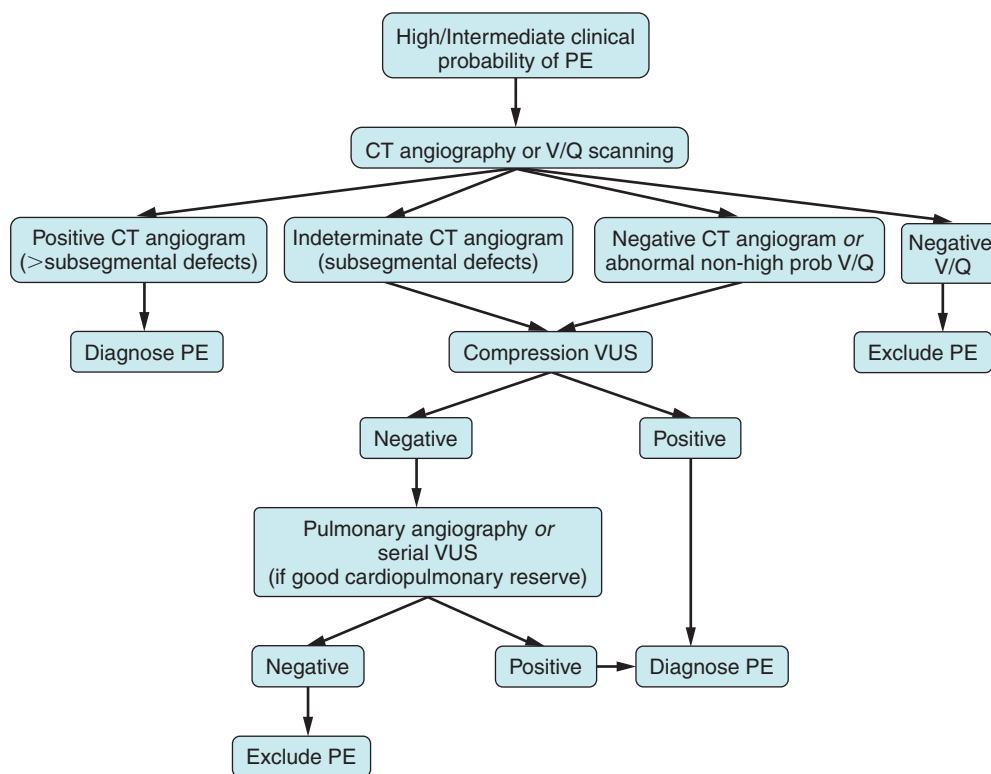 High/Intermediate clinical
probability of PE
CT angiography or V/Q scanning
Positive CT angiogram
(>subsegmental defects)
Indeterminate CT angiogram
(subsegmental defects)
Negative CT angiogram or
abnormal non-high prob V/Q
Negative
V/Q
Diagnose PE
Compression VUS
Exclude PE
Negative
Positive
Pulmonary angiography or
serial VUS
(if good cardiopulmonary reserve)
Negative
Positive
Diagnose PE
Exclude PE